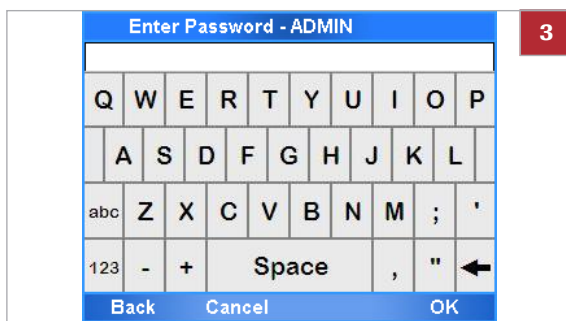 Enter Password - ADMIN
3
Q W E R T Y U I O P
A S D F G H J K L
abc Z X C V B N M ; '
123 - + Space , " ←
Back Cancel OK